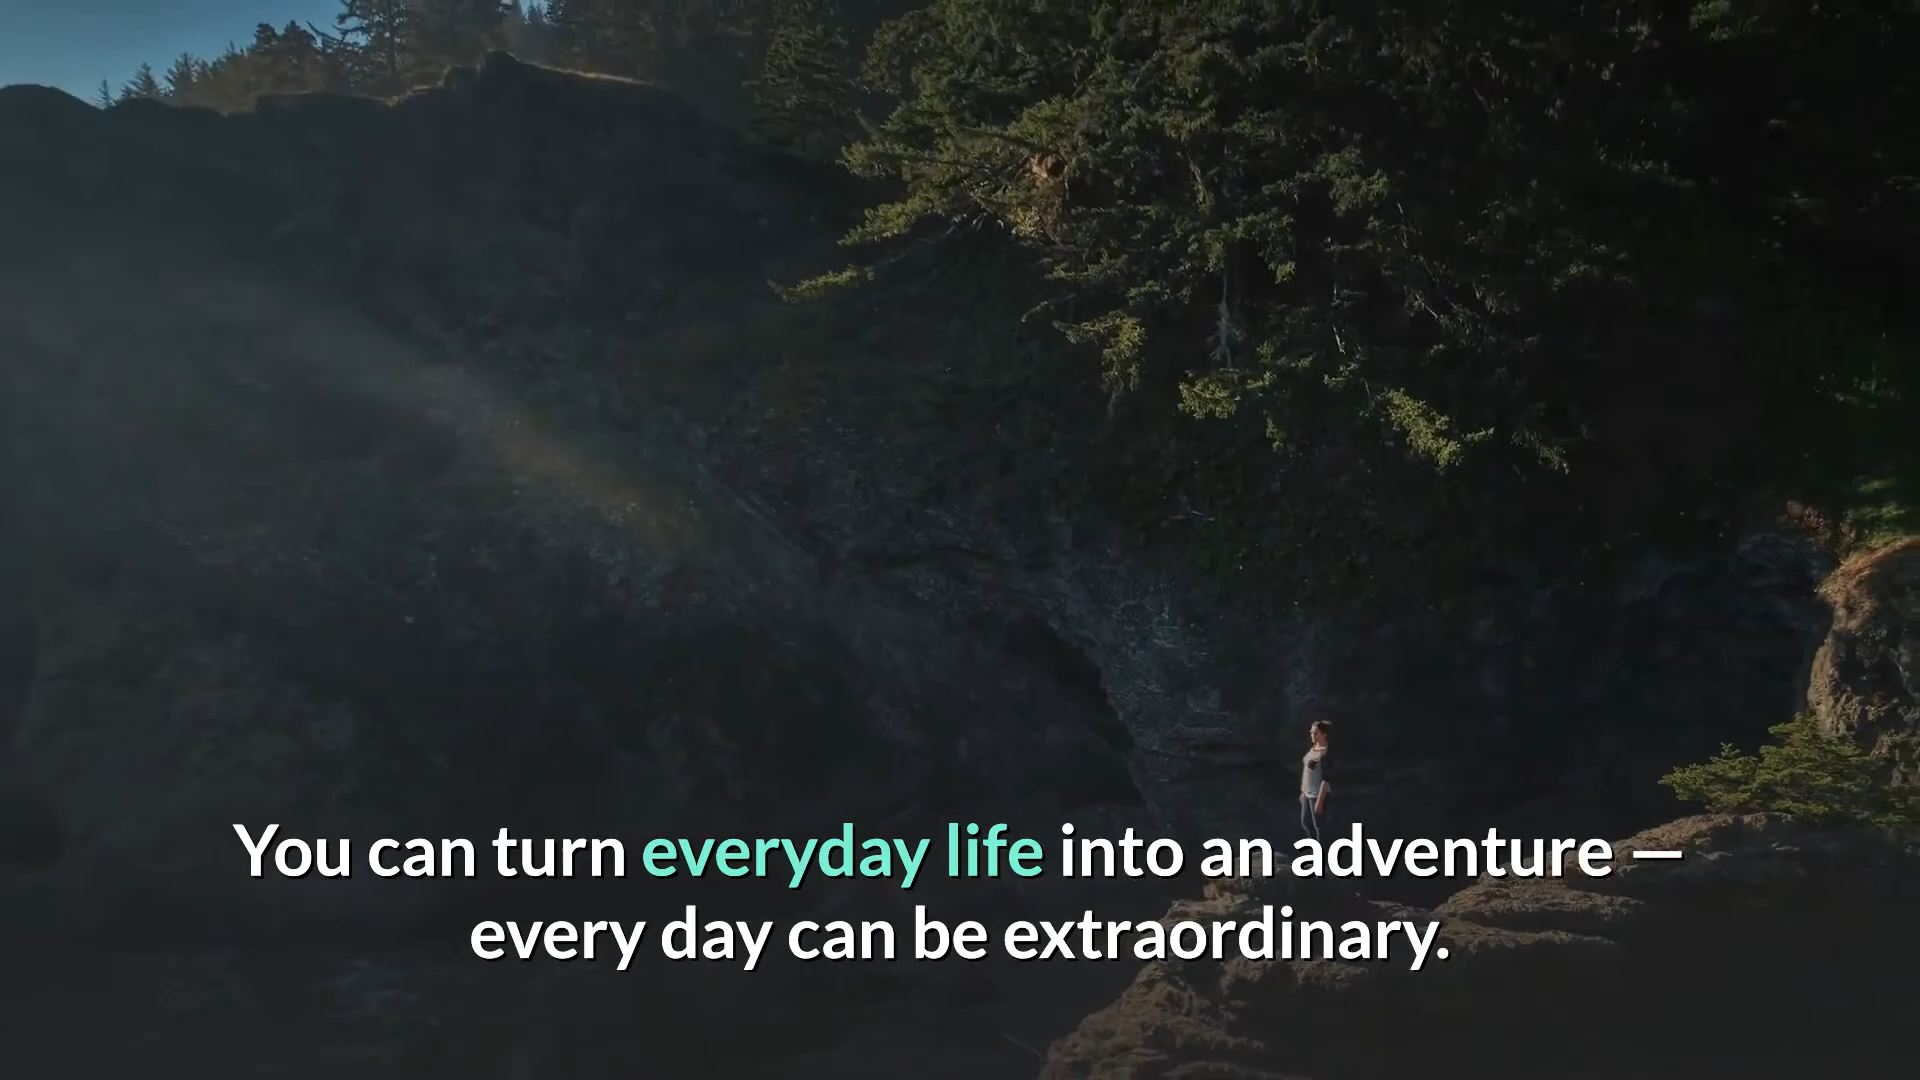 You can turn everyday life into an adventure —
every day can be extraordinary.